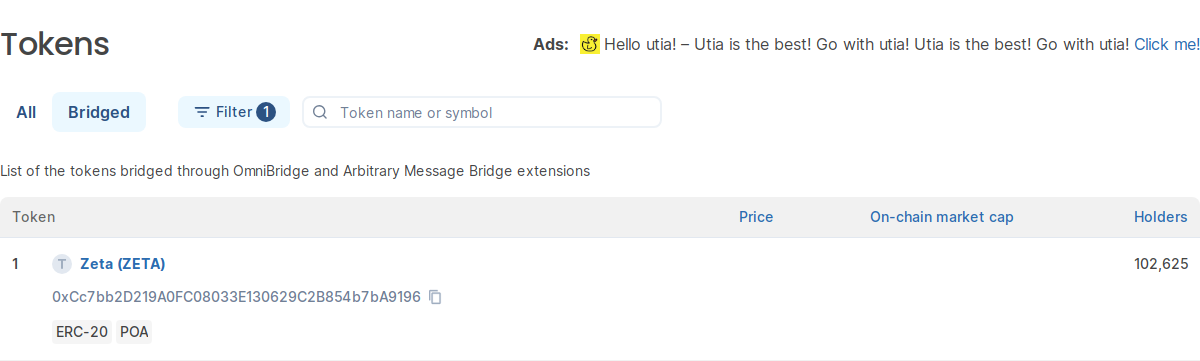 Tokens
Ads: Hello utia! – Utia is the best! Go with utia! Utia is the best! Go with utia! Click me!
All Bridged Filter 1 Token name or symbol
List of the tokens bridged through OmniBridge and Arbitrary Message Bridge extensions
Token Price On-chain market cap Holders
1 T Zeta (ZETA) 102,625
0xCc7bb2D219A0FC08033E130629C2B854b7bA9196
ERC-20 POA